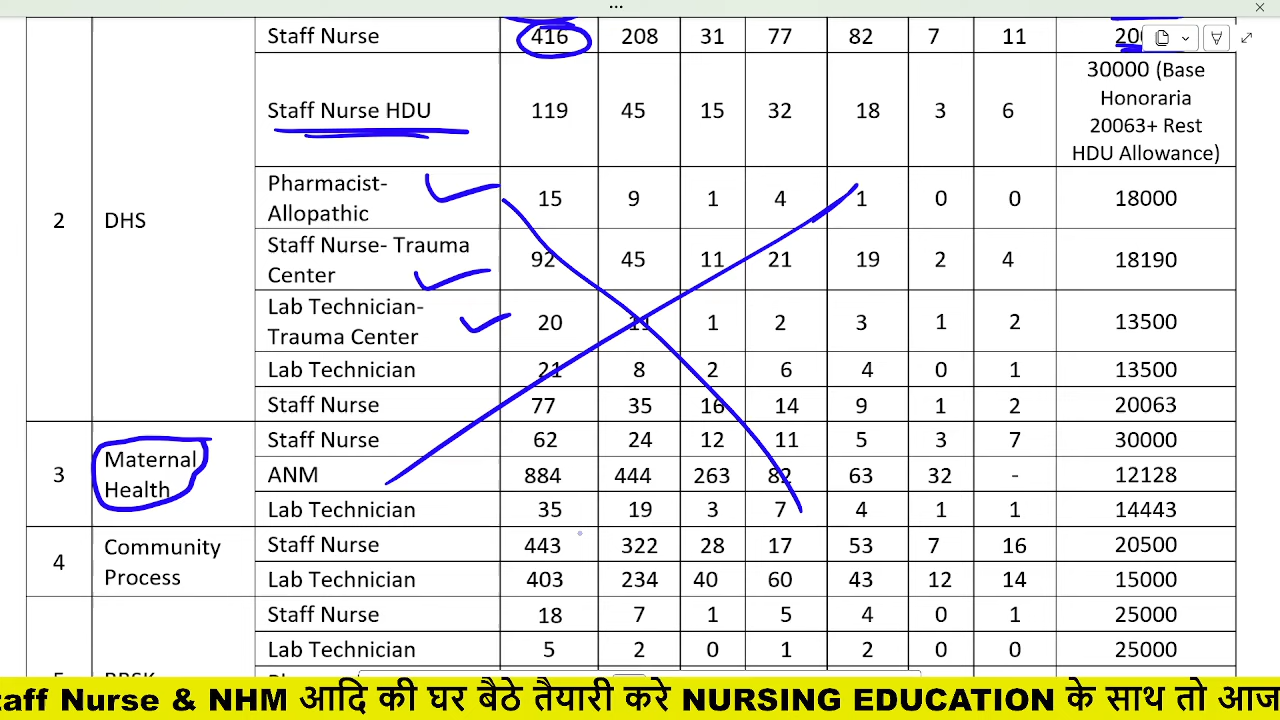 Staff Nurse 416 208 31 77 82 7 11
Staff Nurse HDU 119 45 15 32 18 3 6 30000 (Base
Honoraria
20063+ Rest
HDU Allowance)
2 DHS
Pharmacist-
Allopathic 15 9 1 4 1 0 0 18000
Staff Nurse- Trauma
Center 92 45 11 21 19 2 4 18190
Lab Technician-
Trauma Center 20 11 1 2 3 1 2 13500
Lab Technician 21 8 2 6 4 0 1 13500
Staff Nurse 77 35 16 14 9 1 2 20063
3 Maternal
Health
Staff Nurse 62 24 12 11 5 3 7 30000
ANM 884 444 263 82 63 32 - 12128
Lab Technician 35 19 3 7 4 1 1 14443
4 Community
Process
Staff Nurse 443 322 28 17 53 7 16 20500
Lab Technician 403 234 40 60 43 12 14 15000
Staff Nurse 18 7 1 5 4 0 1 25000
Lab Technician 5 2 0 1 2 0 0 25000
taff Nurse & NHM आदि की घर बैठे तैयारी करे NURSING EDUCATION के साथ तो आज